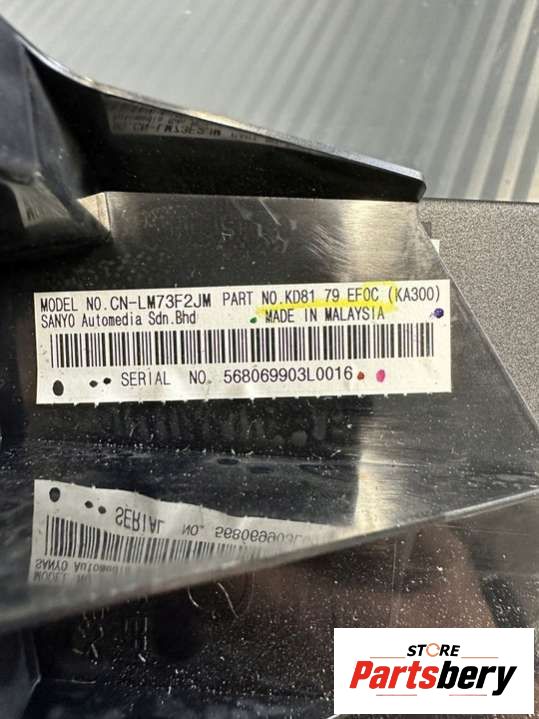 MODEL NO.CN-LM73F2JM PART NO.KD81 79 EF0C (KA300)
SANYO Automedia Sdn.Bhd MADE IN MALAYSIA
SERIAL NO. 568069903L0016
STORE
Partsbery